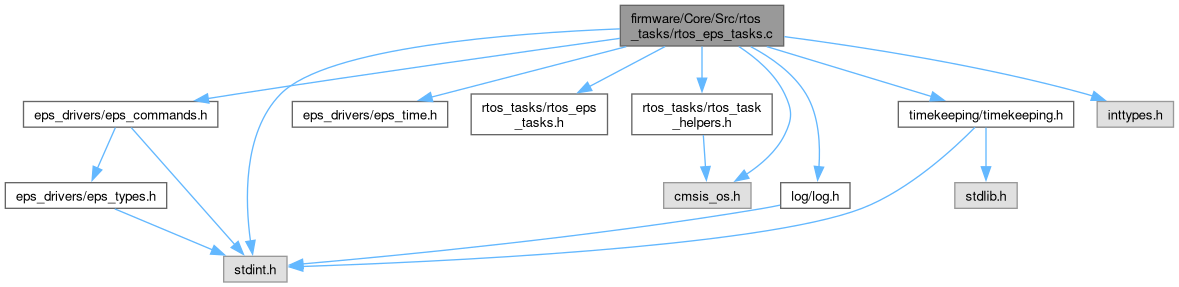 firmware/Core/Src/rtos
_tasks/rtos_eps_tasks.c
eps_drivers/eps_commands.h
eps_drivers/eps_time.h
rtos_tasks/rtos_eps
_tasks.h
rtos_tasks/rtos_task
_helpers.h
timekeeping/timekeeping.h
inttypes.h
eps_drivers/eps_types.h
cmsis_os.h
log/log.h
stdlib.h
stdint.h